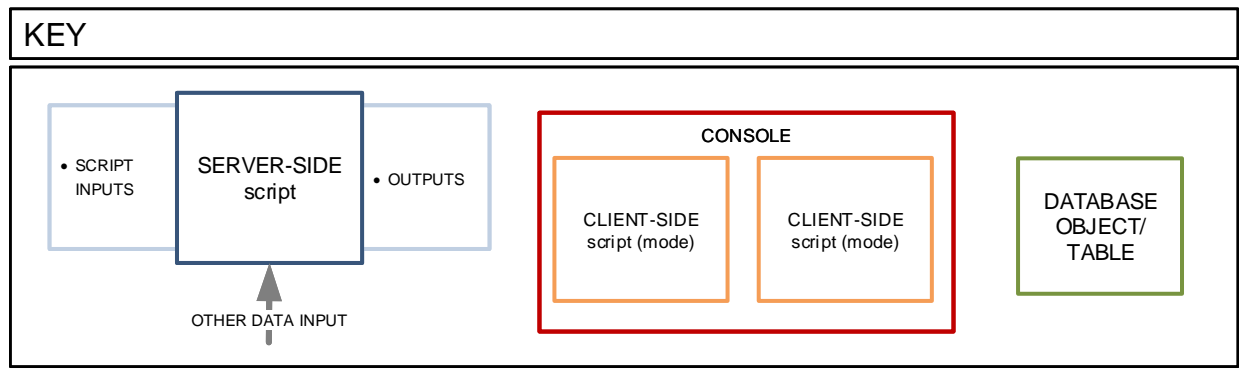 KEY
• SCRIPT
INPUTS
SERVER-SIDE
script
• OUTPUTS
OTHER DATA INPUT
CONSOLE
CLIENT-SIDE
script (mode)
CLIENT-SIDE
script (mode)
DATABASE
OBJECT/
TABLE